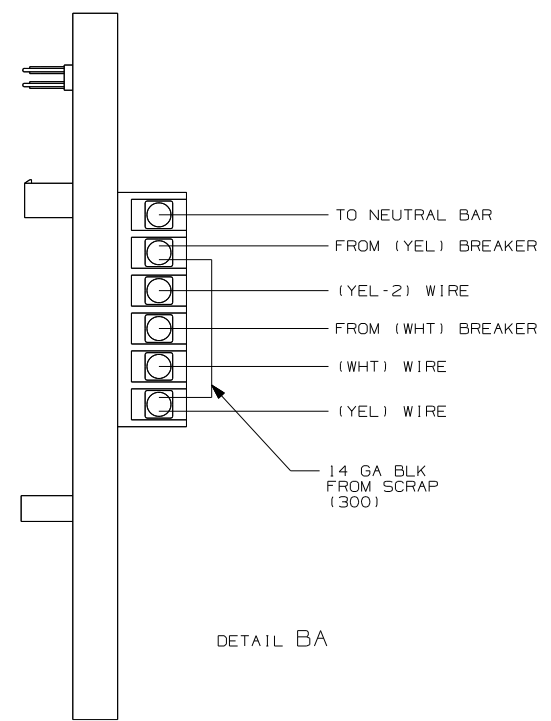 TO NEUTRAL BAR
FROM (YEL) BREAKER
(YEL-2) WIRE
FROM (WHT) BREAKER
(WHT) WIRE
(YEL) WIRE
14 GA BLK
FROM SCRAP
(300)
DETAIL BA